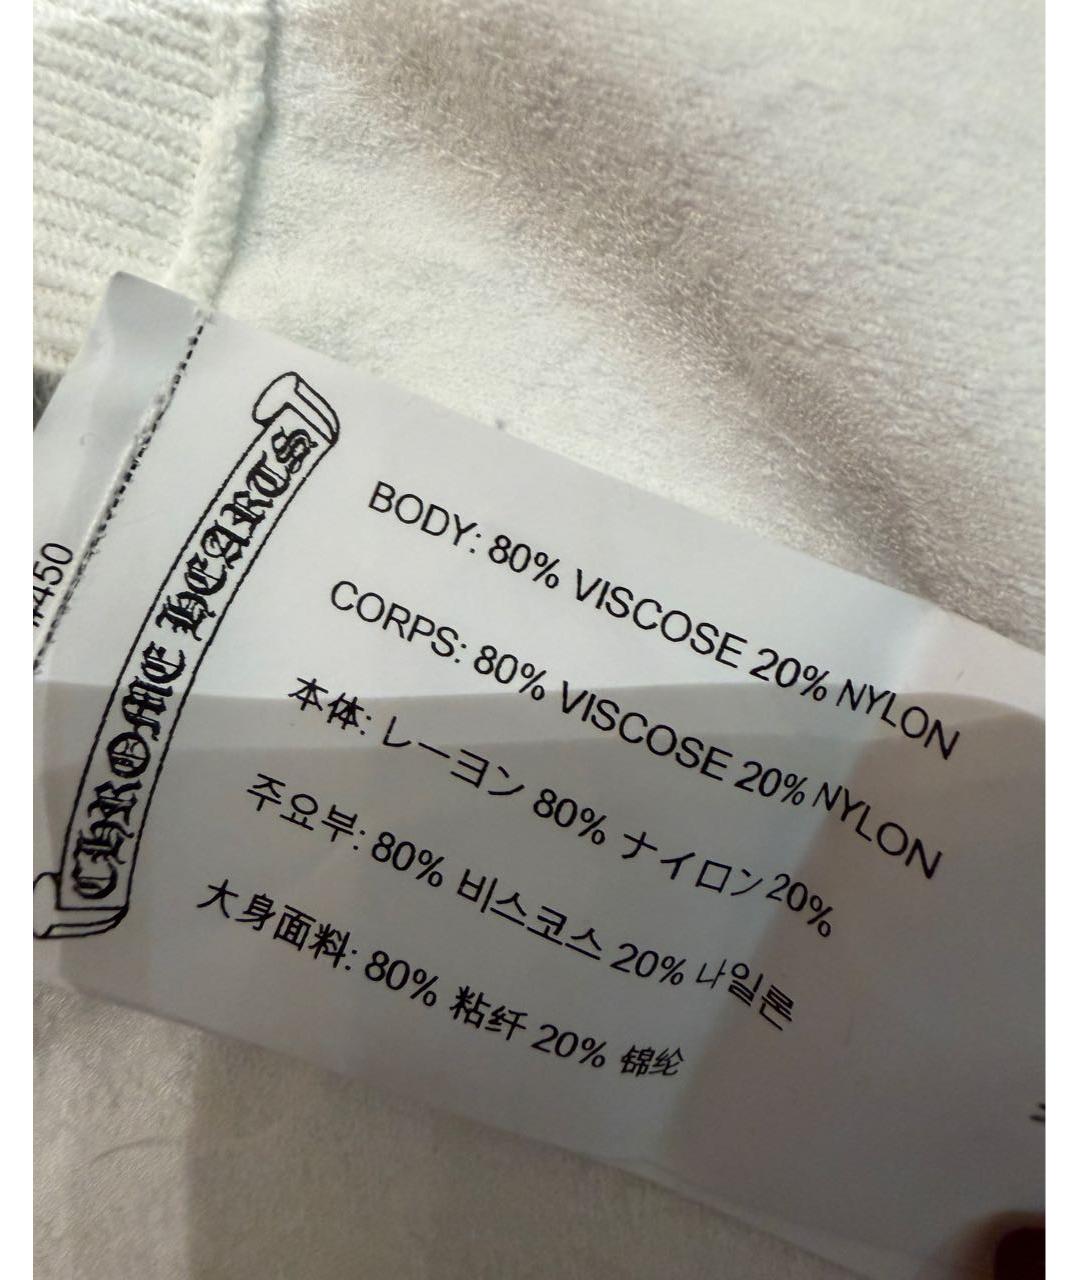 CHROME HEARTS
BODY: 80% VISCOSE 20% NYLON
CORPS: 80% VISCOSE 20% NYLON
本体: レーヨン 80% ナイロン20%
주요부: 80% 비스코스 20% 나일론
大身面料: 80% 粘纤 20% 锦纶
450